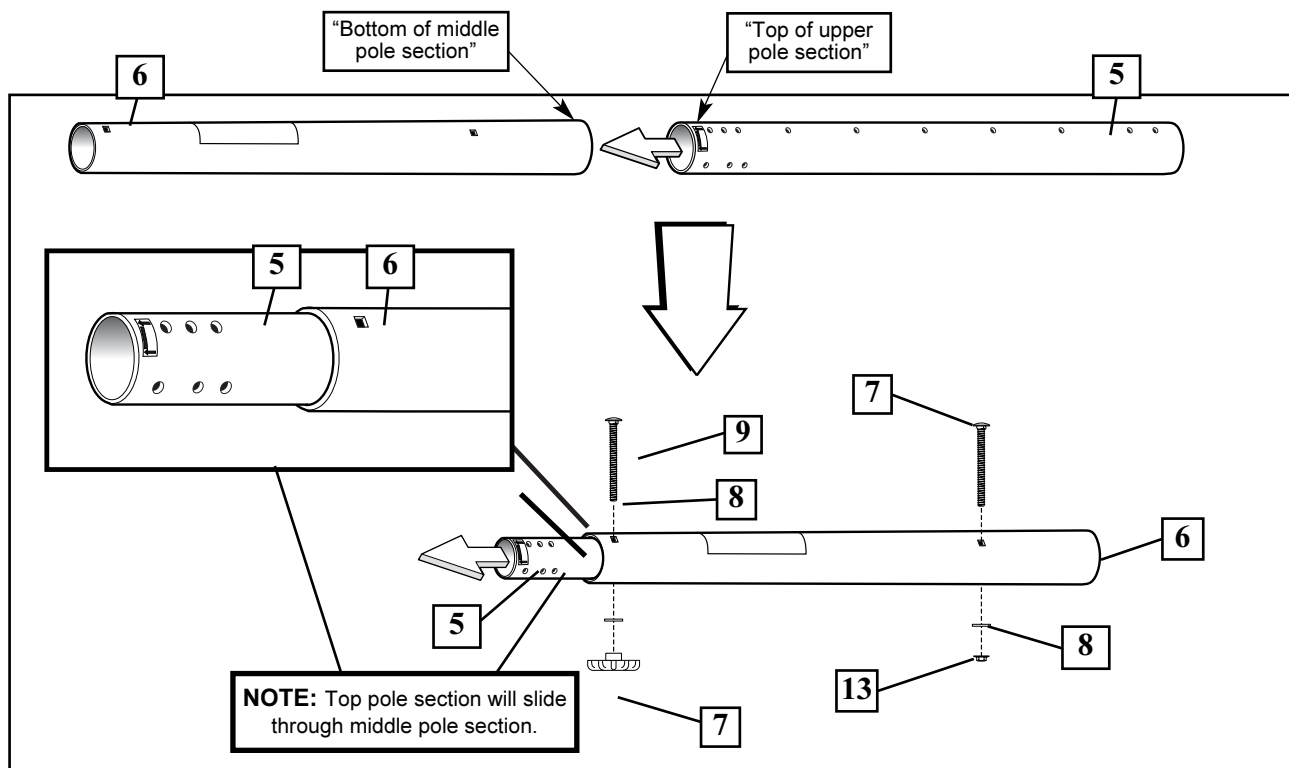 “Bottom of middle
pole section”
“Top of upper
pole section”
6
5
5
6
7
9
8
6
5
8
13
7
NOTE: Top pole section will slide
through middle pole section.